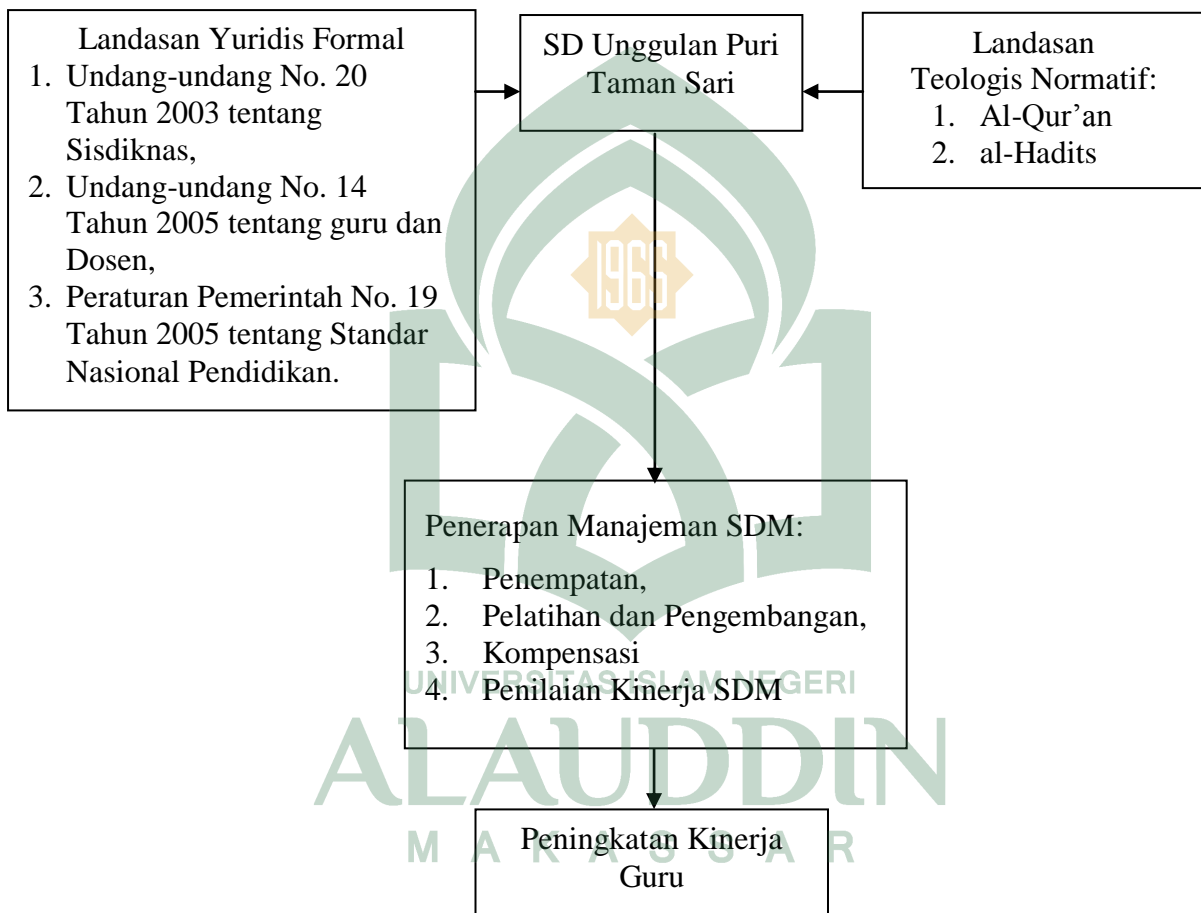 Landasan Yuridis Formal
1. Undang-undang No. 20
Tahun 2003 tentang
Sisdiknas,
2. Undang-undang No. 14
Tahun 2005 tentang guru dan
Dosen,
3. Peraturan Pemerintah No. 19
Tahun 2005 tentang Standar
Nasional Pendidikan.
SD Unggulan Puri
Taman Sari
Landasan
Teologis Normatif:
1. Al-Qur’an
2. al-Hadits
1965
Penerapan Manajeman SDM:
1. Penempatan,
2. Pelatihan dan Pengembangan,
3. Kompensasi
4. Penilaian Kinerja SDM
UNIVERSITAS ISLAM NEGERI
ALAUDDIN
MAKASSAR
Peningkatan Kinerja
Guru